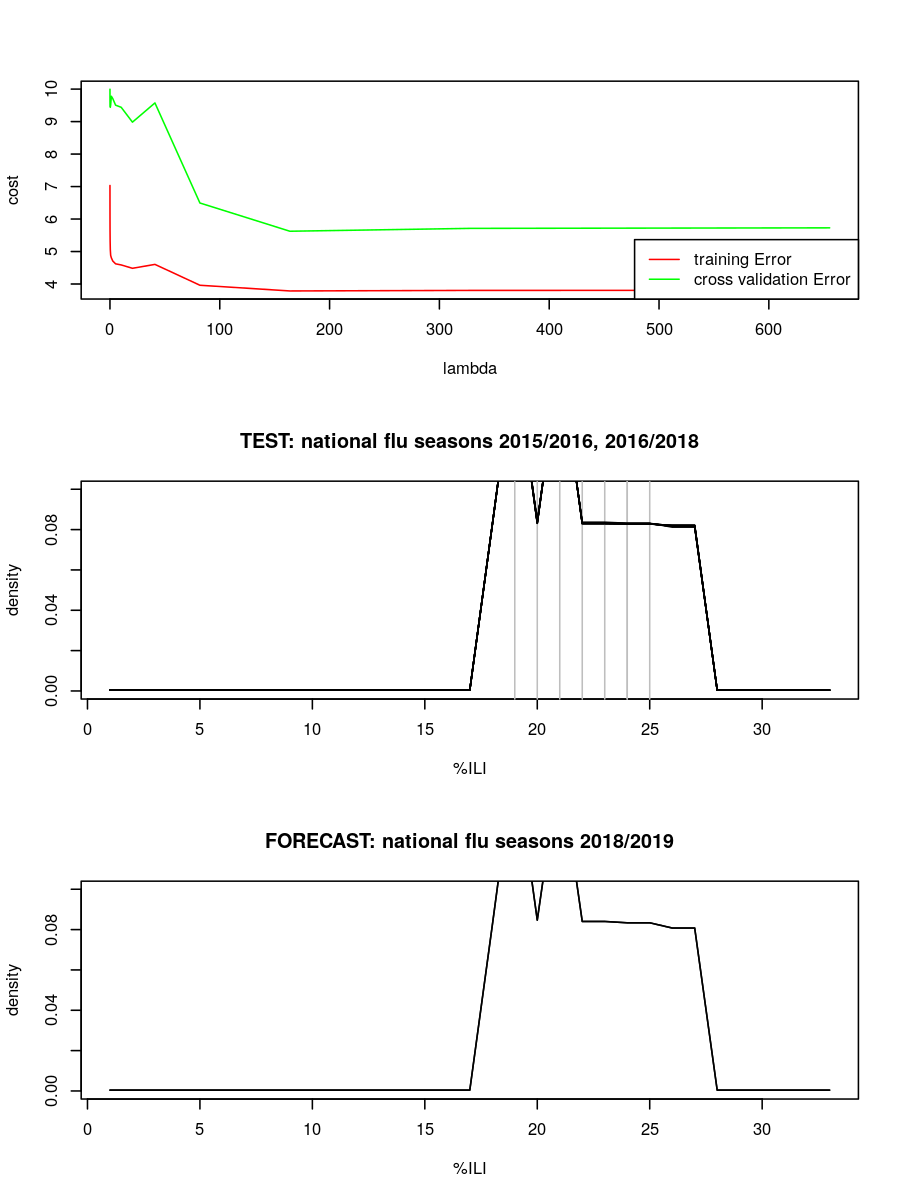 10
9
8
7
6
5
4
cost
training Error
cross validation Error
0 100 200 300 400 500 600
lambda
TEST: national flu seasons 2015/2016, 2016/2018
0.08
0.04
0.00
density
0 5 10 15 20 25 30
%ILI
FORECAST: national flu seasons 2018/2019
0.08
0.04
0.00
density
0 5 10 15 20 25 30
%ILI